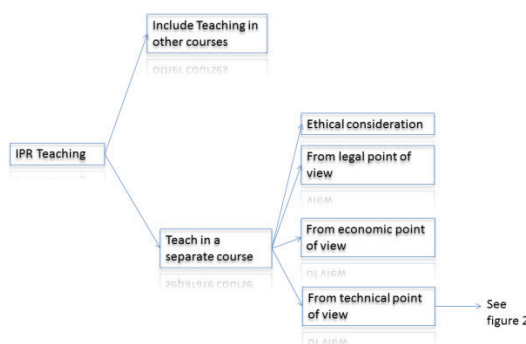 Include Teaching in
other courses
IPR Teaching
Teach in a
separate course
Ethical consideration
From legal point of
view
From economic point
of view
From technical point
of view
See
figure 2